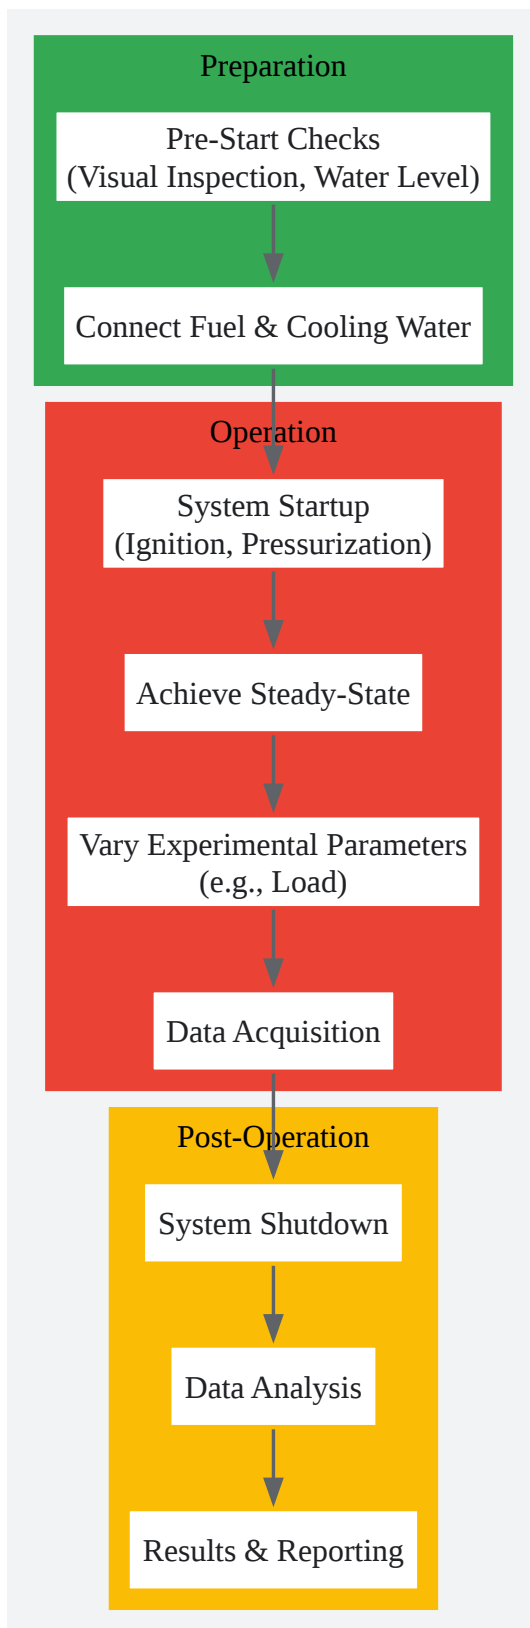 Preparation
Pre-Start Checks
(Visual Inspection, Water Level)
Connect Fuel & Cooling Water
Operation
System Startup
(Ignition, Pressurization)
Achieve Steady-State
Vary Experimental Parameters
(e.g., Load)
Data Acquisition
Post-Operation
System Shutdown
Data Analysis
Results & Reporting